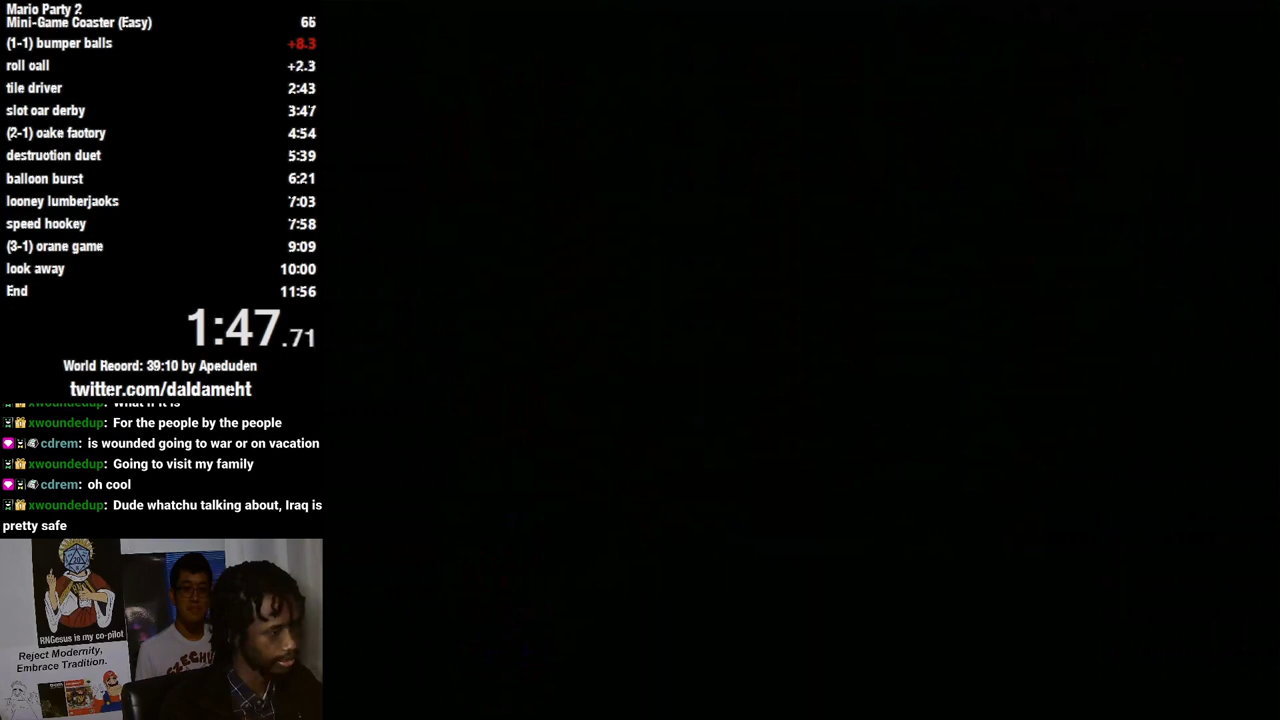 Mario Party 2
Mini-Game Coaster (Easy) 65
(1-1) bumper balls +8.3
roll call +2.3
tile driver 2:43
slot car derby 3:47
(2-1) cake factory 4:54
destruction duet 5:39
balloon burst 6:21
looney lumberjacks 7:03
speed hockey 7:58
(3-1) crane game 9:09
look away 10:00
End 11:56
1:47.71
World Record: 39:10 by Apeduden
twitter.com/daldameht
xwoundedup: What if it is
xwoundedup: For the people by the people
cdrem: is wounded going to war or on vacation
xwoundedup: Going to visit my family
cdrem: oh cool
xwoundedup: Dude whatchu talking about, Iraq is
pretty safe
RNGesus is my co-pilot
Reject Modernity,
Embrace Tradition.